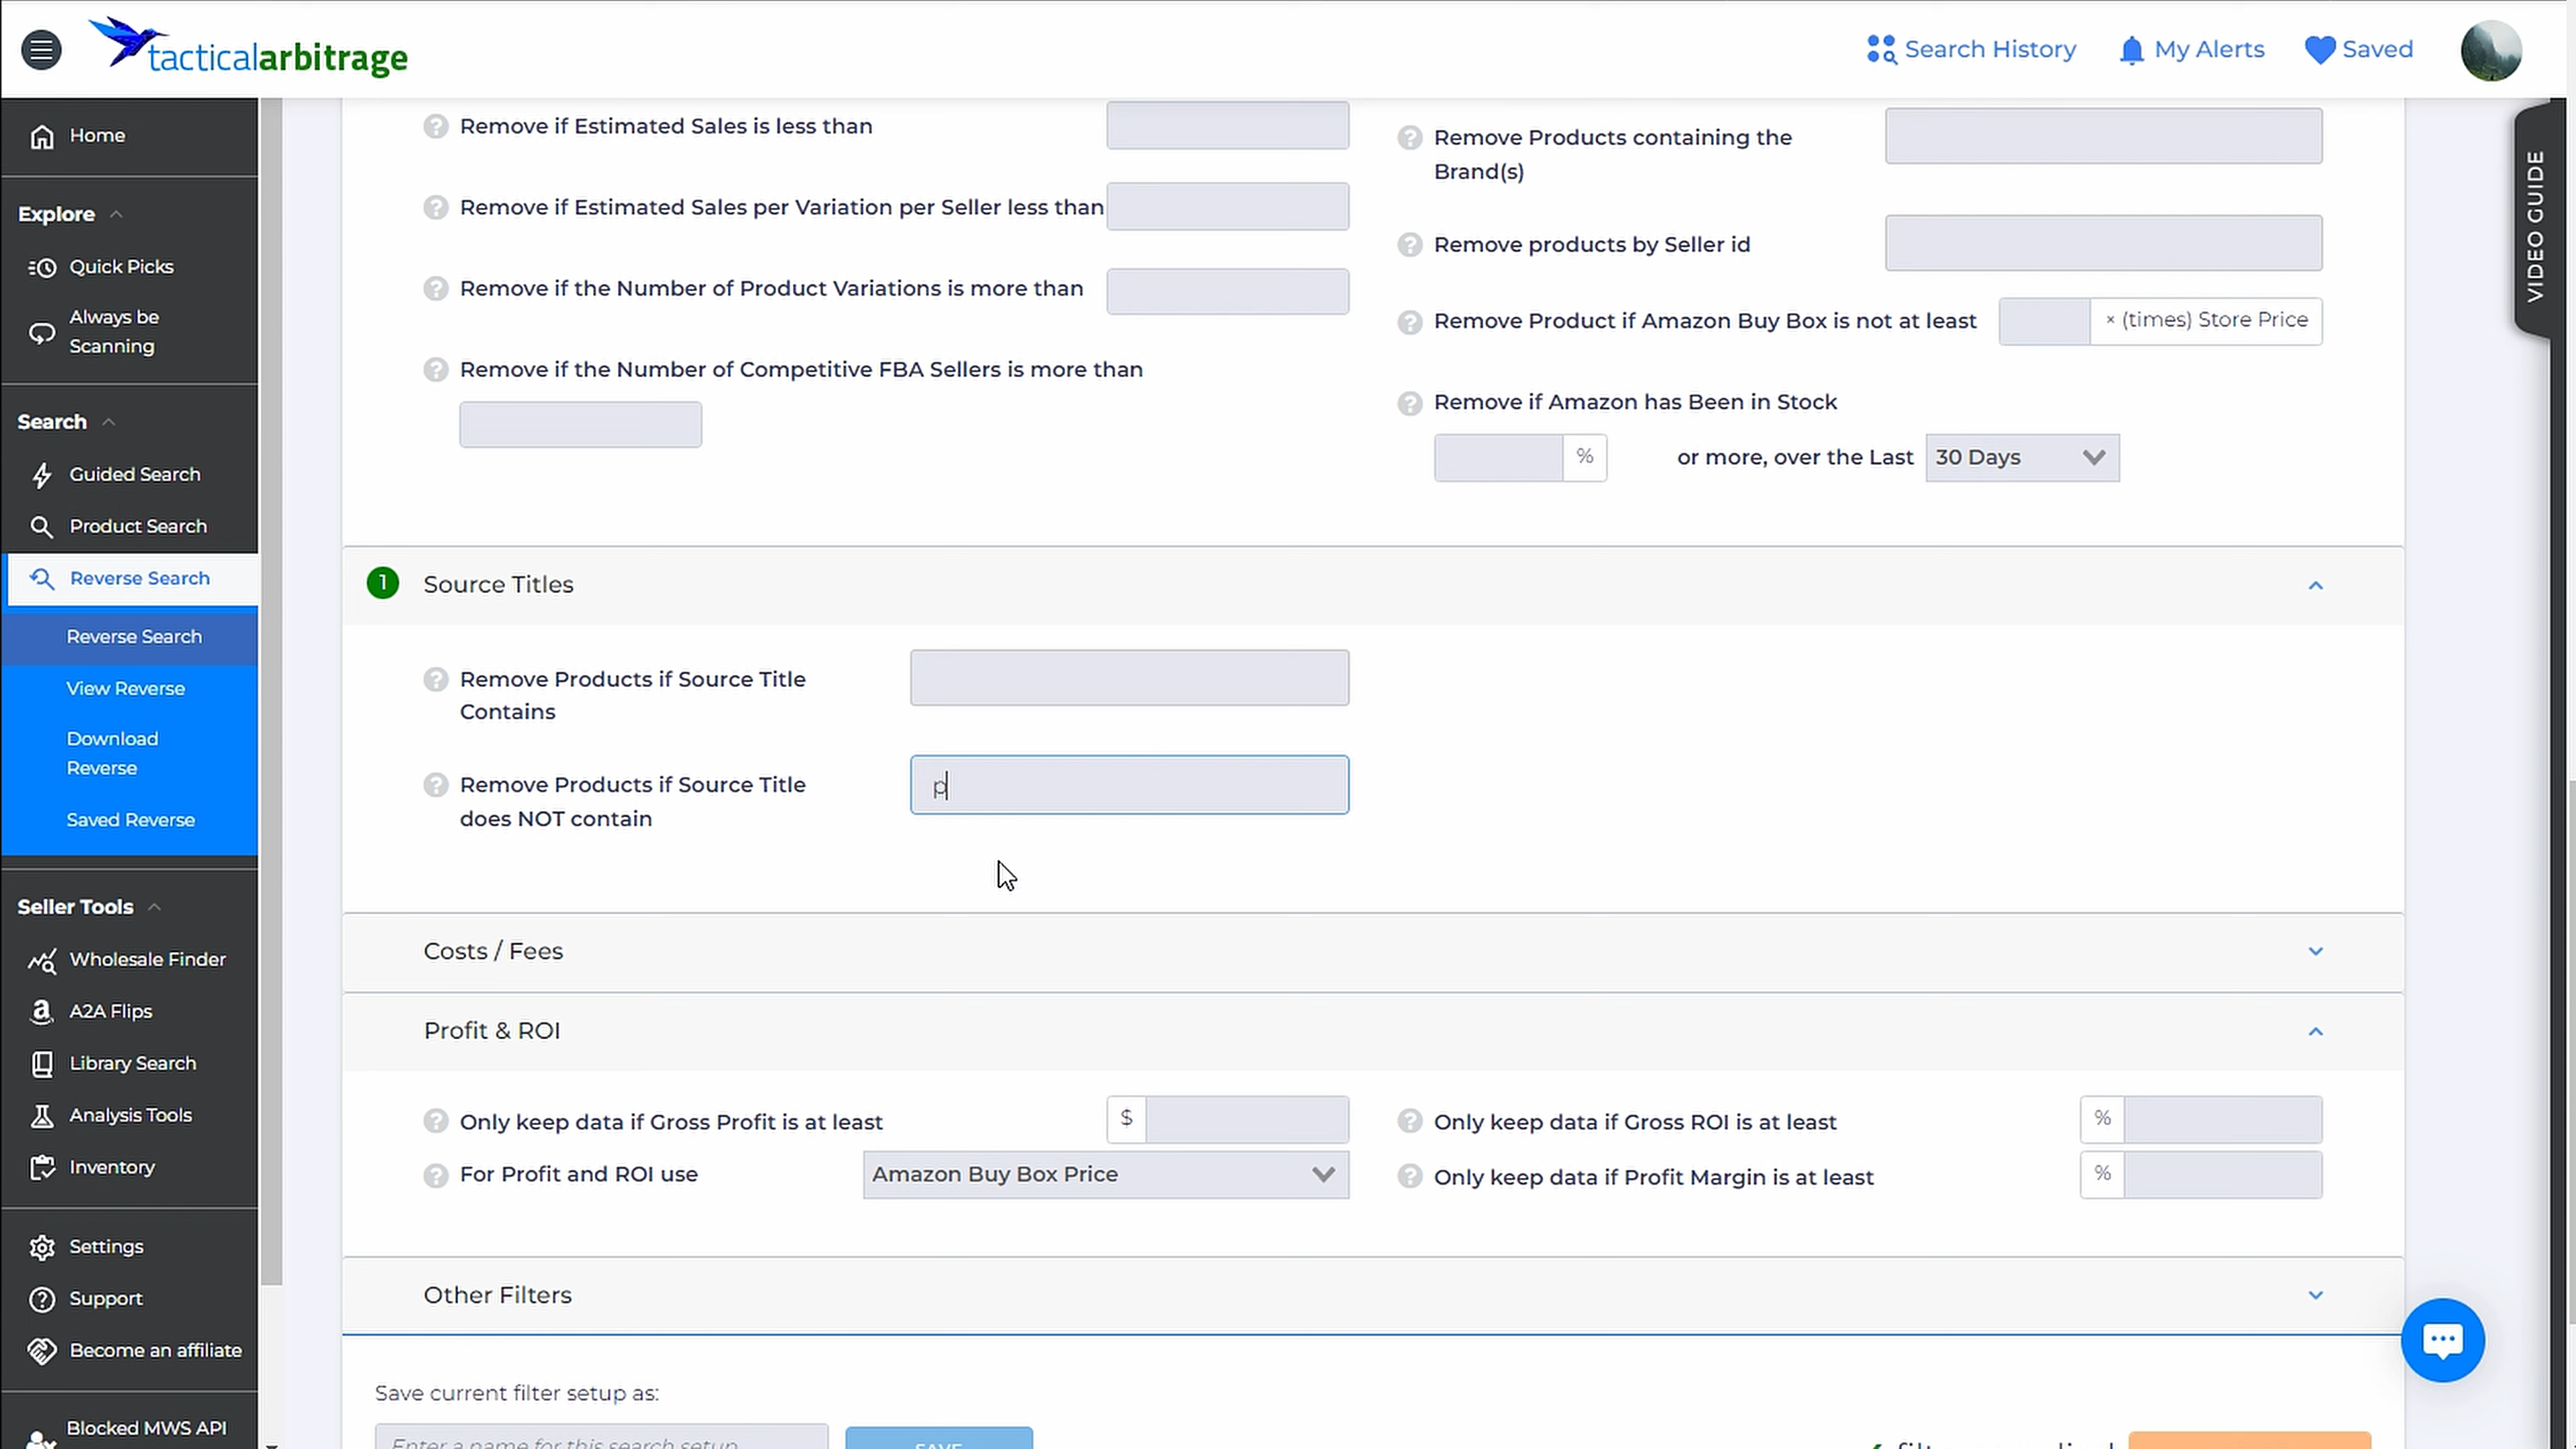 tacticalarbitrage
Search History
My Alerts
Saved
Home
Explore
Quick Picks
Always be
Scanning
Search
Guided Search
Product Search
Reverse Search
Reverse Search
View Reverse
Download
Reverse
Saved Reverse
Seller Tools
Wholesale Finder
A2A Flips
Library Search
Analysis Tools
Inventory
Settings
Support
Become an affiliate
Blocked MWS API
Remove if Estimated Sales is less than
Remove if Estimated Sales per Variation per Seller less than
Remove if the Number of Product Variations is more than
Remove if the Number of Competitive FBA Sellers is more than
Remove Products containing the
Brand(s)
Remove products by Seller id
Remove Product if Amazon Buy Box is not at least × (times) Store Price
Remove if Amazon has Been in Stock
% or more, over the Last 30 Days
1 Source Titles
Remove Products if Source Title
Contains
Remove Products if Source Title
does NOT contain
p
Costs / Fees
Profit & ROI
Only keep data if Gross Profit is at least $
For Profit and ROI use Amazon Buy Box Price
Only keep data if Gross ROI is at least %
Only keep data if Profit Margin is at least %
Other Filters
Save current filter setup as:
Enter a name for this search setup
SAVE
VIDEO GUIDE